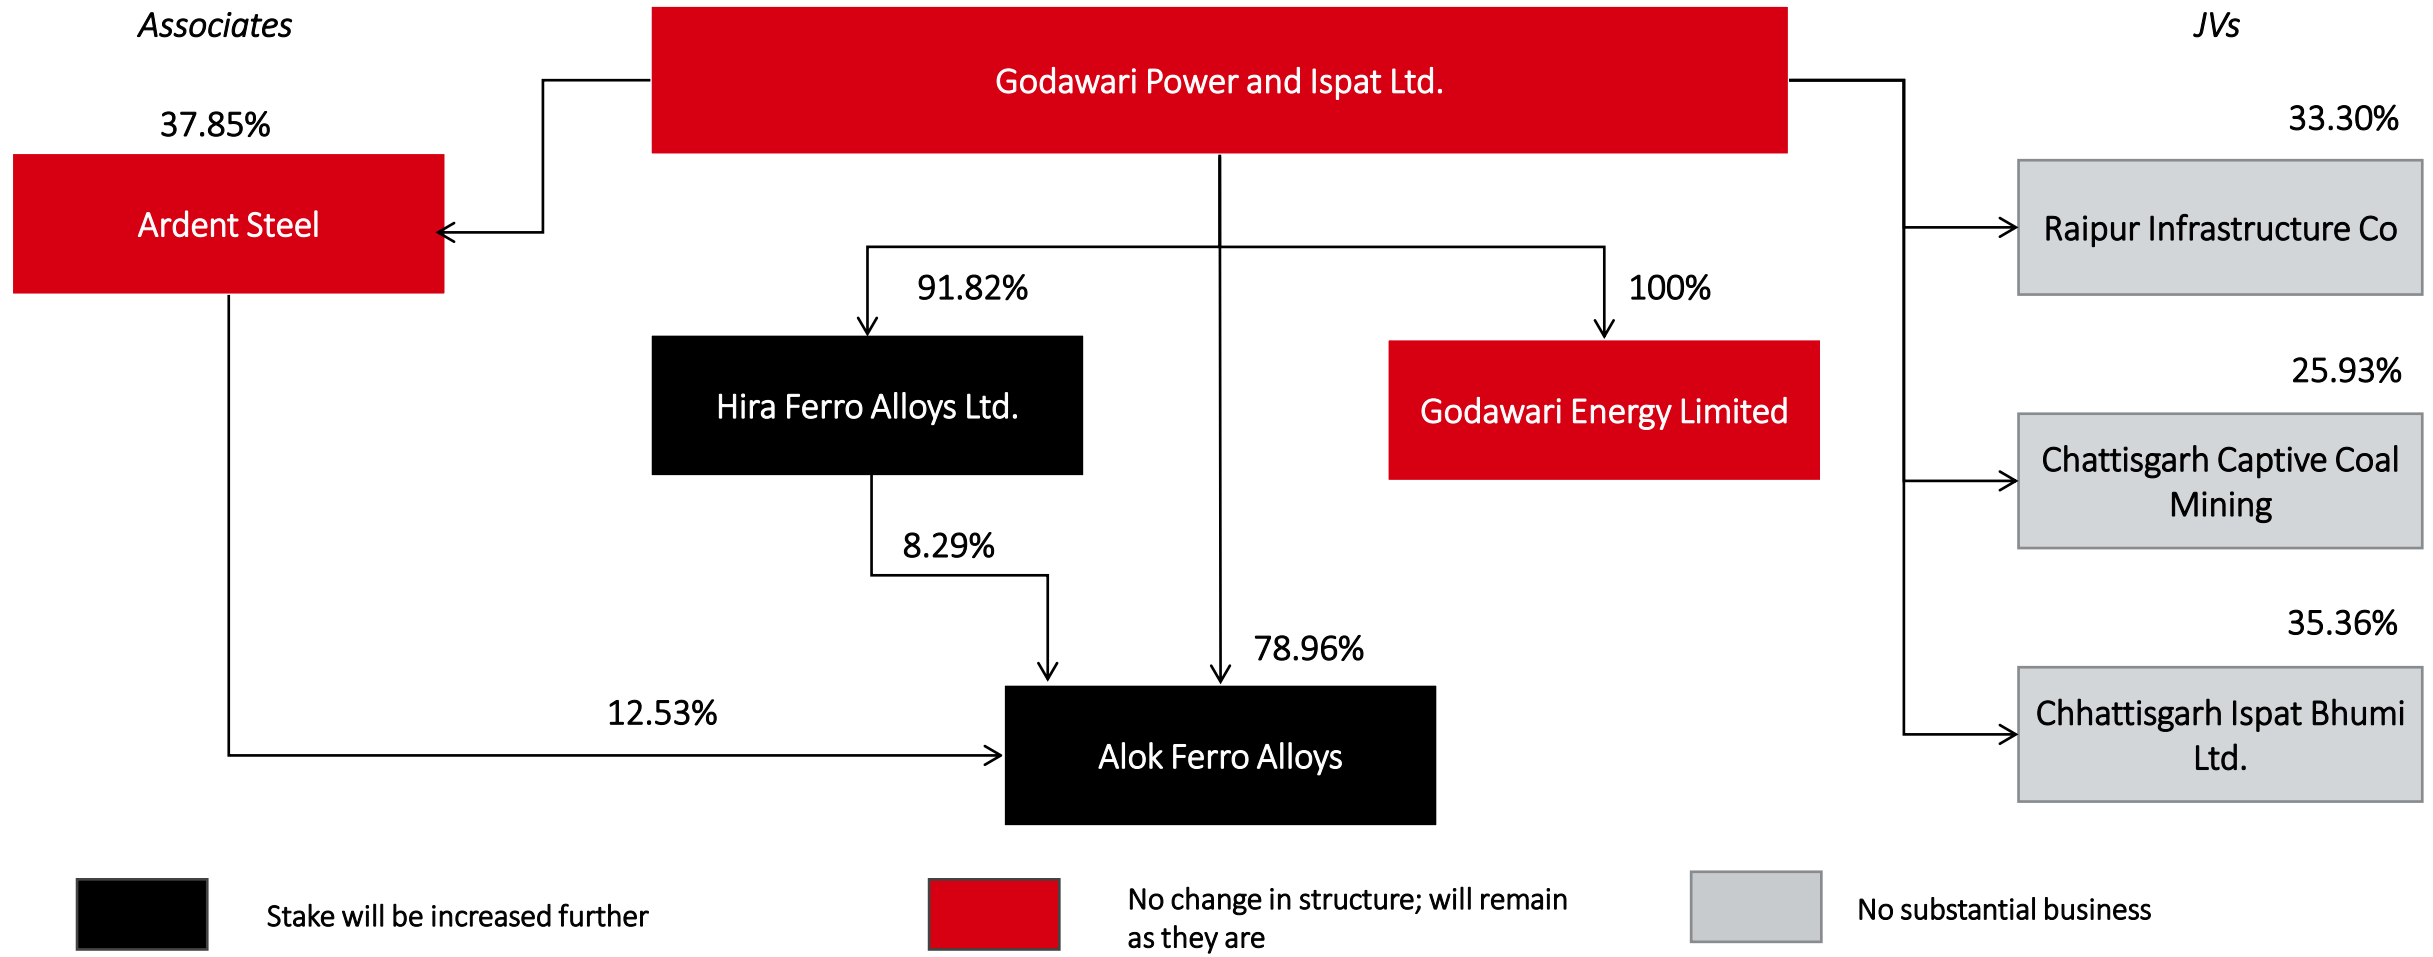 Associates
Godawari Power and Ispat Ltd.
JVs
37.85%
33.30%
Ardent Steel
Raipur Infrastructure Co
91.82%
100%
25.93%
Hira Ferro Alloys Ltd.
Godawari Energy Limited
Chattisgarh Captive Coal
Mining
8.29%
78.96%
35.36%
12.53%
Alok Ferro Alloys
Chhattisgarh Ispat Bhumi
Ltd.
Stake will be increased further
No change in structure; will remain
as they are
No substantial business